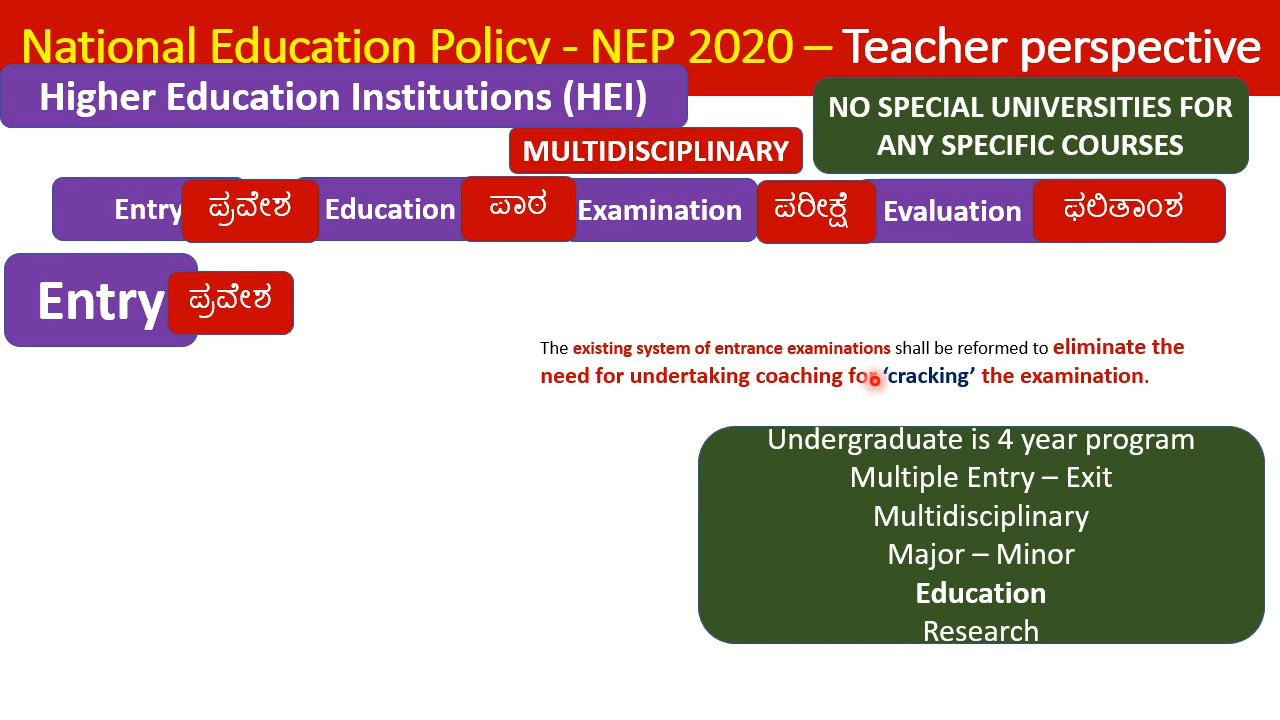 National Education Policy - NEP 2020 – Teacher perspective
Higher Education Institutions (HEI)
NO SPECIAL UNIVERSITIES FOR
ANY SPECIFIC COURSES
MULTIDISCIPLINARY
Entry ಪ್ರವೇಶ Education ಪಾಠ Examination ಪರೀಕ್ಷೆ Evaluation ಫಲಿತಾಂಶ
Entry ಪ್ರವೇಶ
The existing system of entrance examinations shall be reformed to eliminate the
need for undertaking coaching for ‘cracking’ the examination.
Undergraduate is 4 year program
Multiple Entry – Exit
Multidisciplinary
Major – Minor
Education
Research